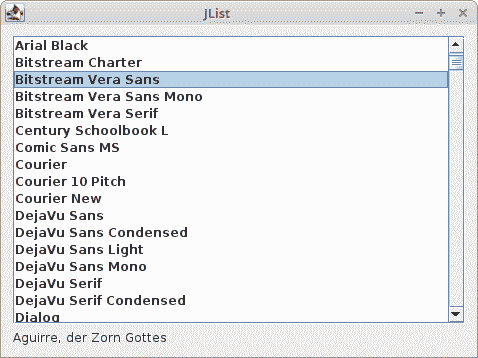 JList
Arial Black
Bitstream Charter
Bitstream Vera Sans
Bitstream Vera Sans Mono
Bitstream Vera Serif
Century Schoolbook L
Comic Sans MS
Courier
Courier 10 Pitch
Courier New
DejaVu Sans
DejaVu Sans Condensed
DejaVu Sans Light
DejaVu Sans Mono
DejaVu Serif
DejaVu Serif Condensed
Dialog
Aguirre, der Zorn Gottes